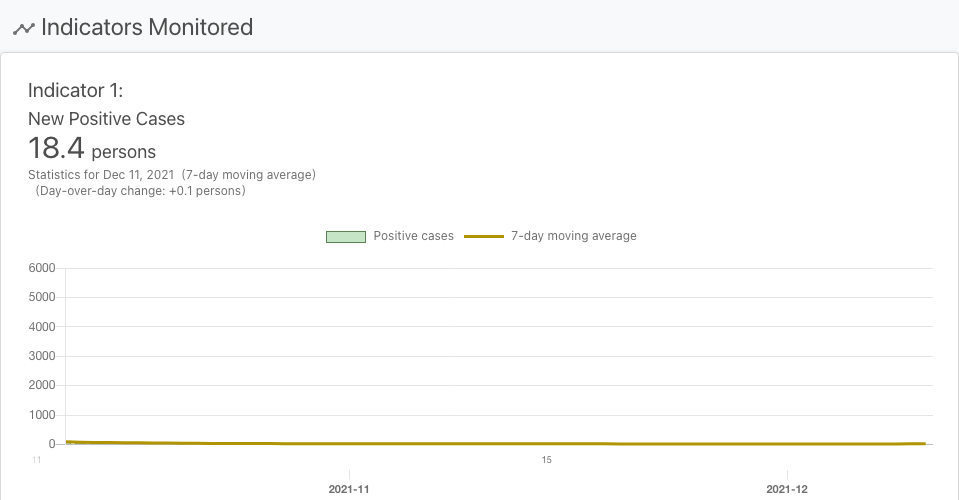 Indicators Monitored
Indicator 1:
New Positive Cases
18.4 persons
Statistics for Dec 11, 2021 (7-day moving average)
(Day-over-day change: +0.1 persons)
Positive cases 7-day moving average
6000
5000
4000
3000
2000
1000
0
11 15
2021-11 2021-12